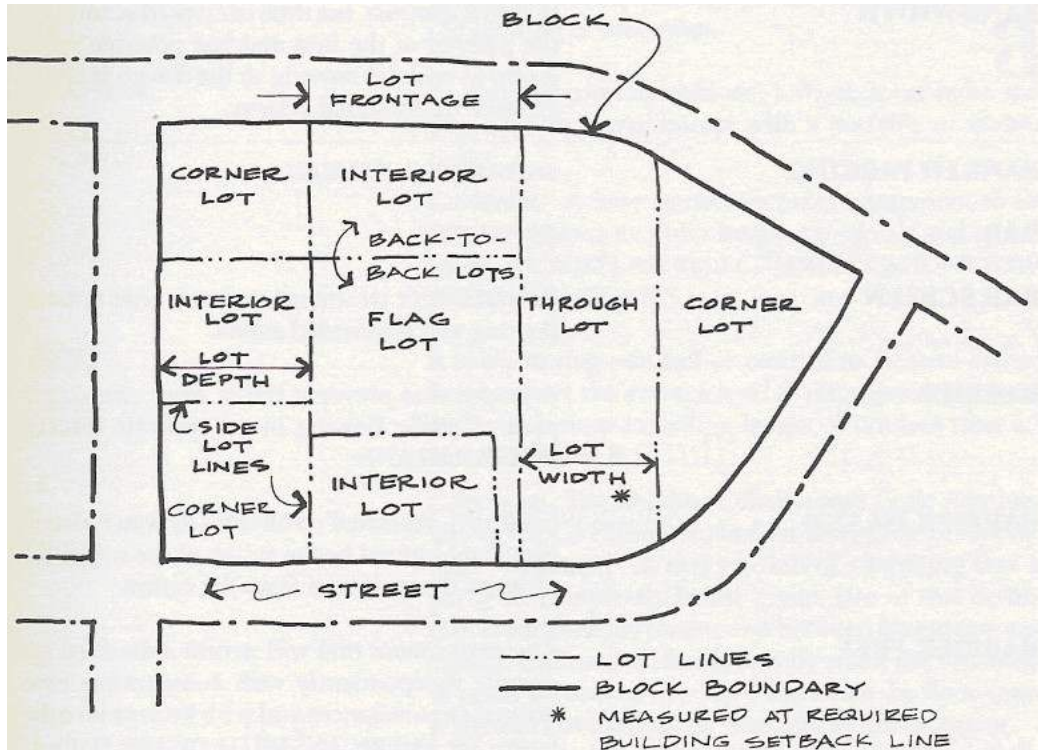 BLOCK
LOT
FRONTAGE
CORNER
LOT
INTERIOR
LOT
BACK-TO-
BACK LOTS
INTERIOR
LOT
FLAG
LOT
THROUGH
LOT
CORNER
LOT
LOT
DEPTH
SIDE
LOT
LINES
LOT
WIDTH
*
CORNER
LOT
INTERIOR
LOT
STREET
LOT LINES
BLOCK BOUNDARY
* MEASURED AT REQUIRED
BUILDING SETBACK LINE